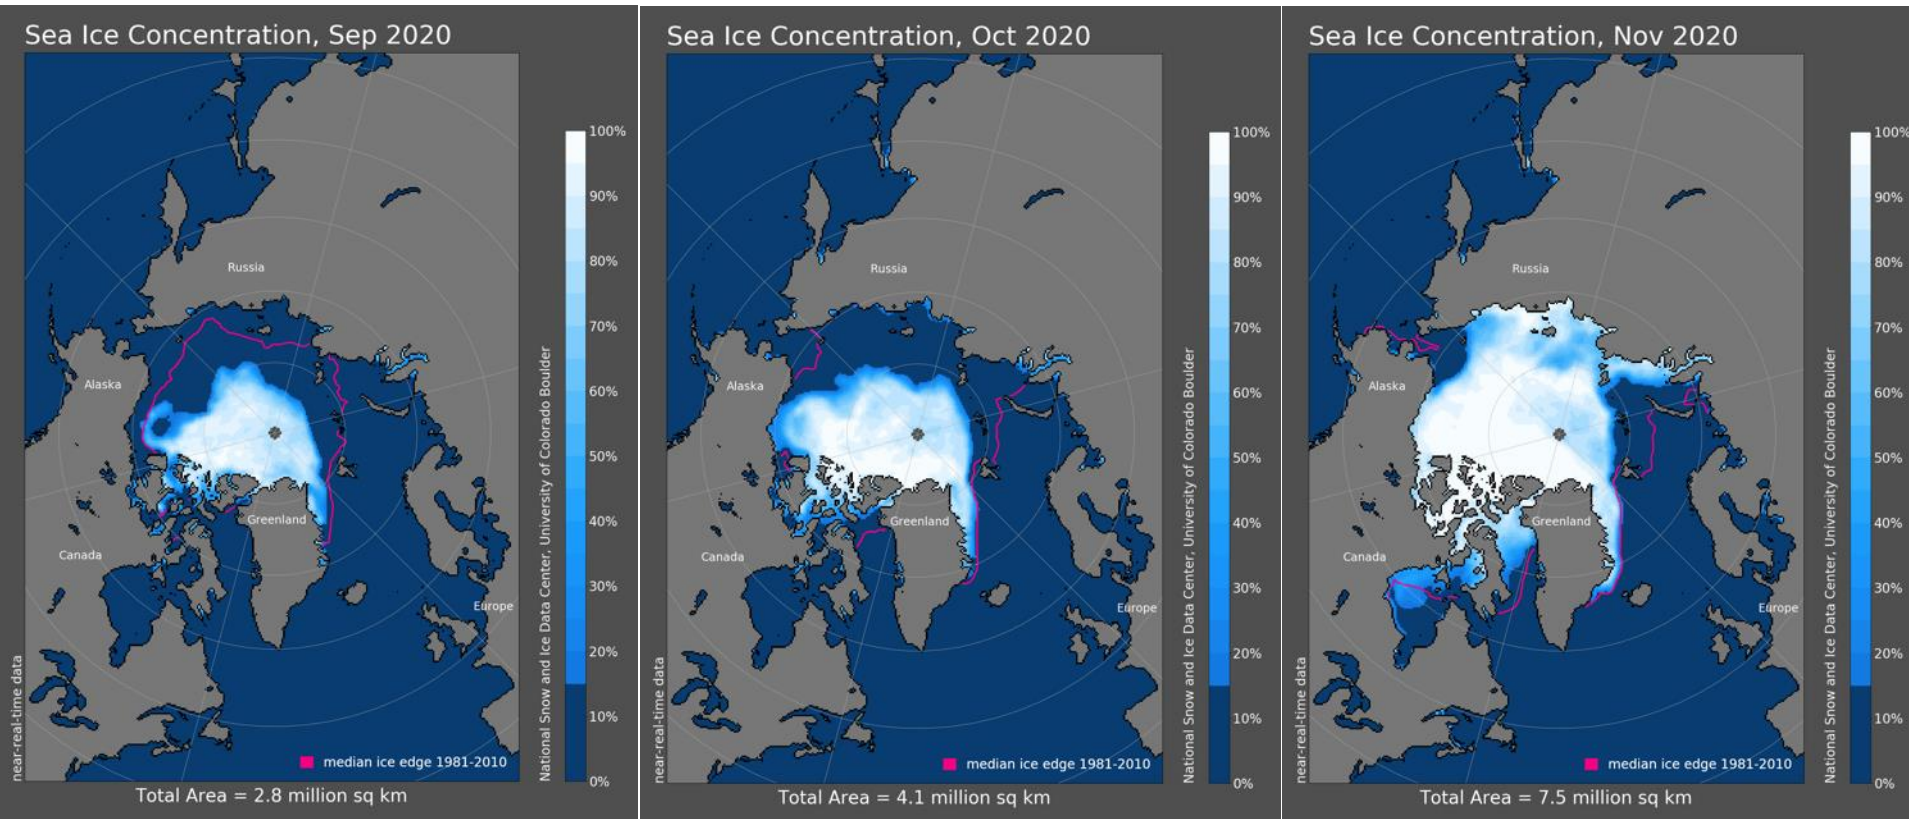 Sea Ice Concentration, Sep 2020
100%
90%
80%
70%
60%
50%
40%
30%
20%
10%
0%
Russia
Alaska
Greenland
Canada
Europe
near-real-time data
National Snow and Ice Data Center, University of Colorado Boulder
median ice edge 1981-2010
Total Area = 2.8 million sq km
Sea Ice Concentration, Oct 2020
100%
90%
80%
70%
60%
50%
40%
30%
20%
10%
0%
Russia
Alaska
Greenland
Canada
Europe
near-real-time data
National Snow and Ice Data Center, University of Colorado Boulder
median ice edge 1981-2010
Total Area = 4.1 million sq km
Sea Ice Concentration, Nov 2020
100%
90%
80%
70%
60%
50%
40%
30%
20%
10%
0%
Russia
Alaska
Greenland
Canada
Europe
near-real-time data
National Snow and Ice Data Center, University of Colorado Boulder
median ice edge 1981-2010
Total Area = 7.5 million sq km